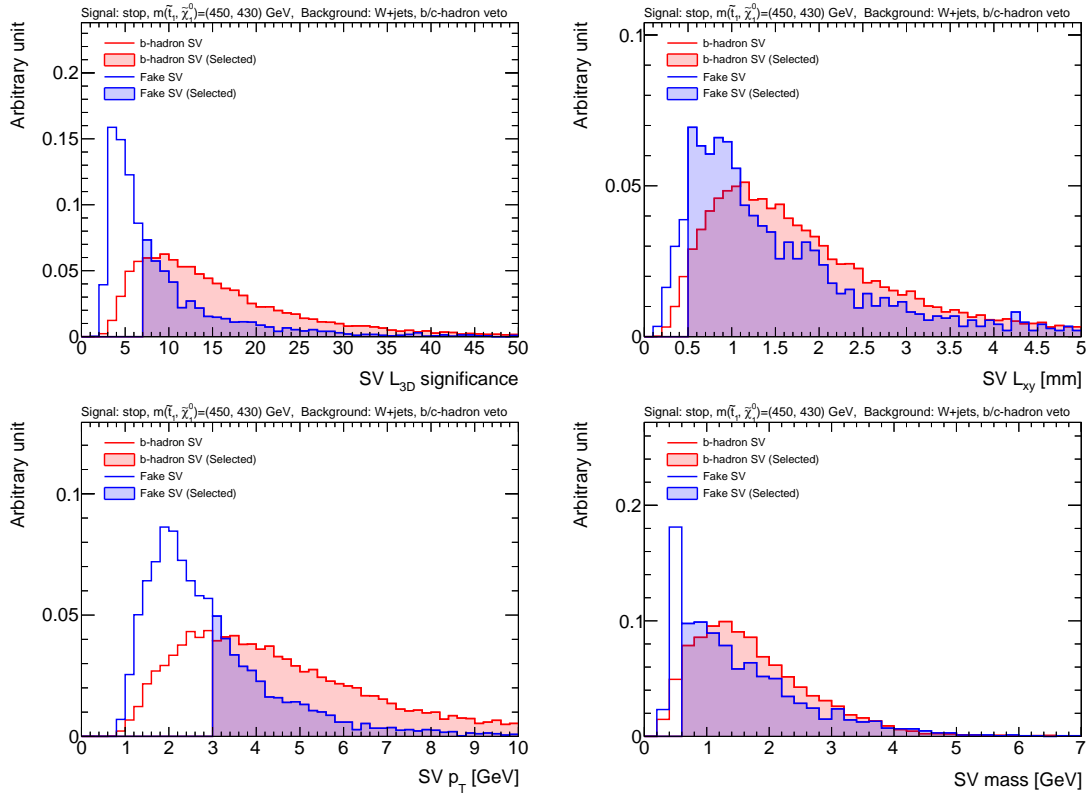 Signal: stop, m(t̃₁, χ̃₁⁰)=(450, 430) GeV, Background: W+jets, b/c-hadron veto
Arbitrary unit
0.2
0.15
0.1
0.05
0
b-hadron SV
b-hadron SV (Selected)
Fake SV
Fake SV (Selected)
0 5 10 15 20 25 30 35 40 45 50
SV L₃D significance
Signal: stop, m(t̃₁, χ̃₁⁰)=(450, 430) GeV, Background: W+jets, b/c-hadron veto
Arbitrary unit
0.1
0.05
0
b-hadron SV
b-hadron SV (Selected)
Fake SV
Fake SV (Selected)
0 0.5 1 1.5 2 2.5 3 3.5 4 4.5 5
SV Lxy [mm]
Signal: stop, m(t̃₁, χ̃₁⁰)=(450, 430) GeV, Background: W+jets, b/c-hadron veto
Arbitrary unit
0.1
0.05
0
b-hadron SV
b-hadron SV (Selected)
Fake SV
Fake SV (Selected)
0 1 2 3 4 5 6 7 8 9 10
SV pT [GeV]
Signal: stop, m(t̃₁, χ̃₁⁰)=(450, 430) GeV, Background: W+jets, b/c-hadron veto
Arbitrary unit
0.2
0.1
0
b-hadron SV
b-hadron SV (Selected)
Fake SV
Fake SV (Selected)
0 1 2 3 4 5 6 7
SV mass [GeV]